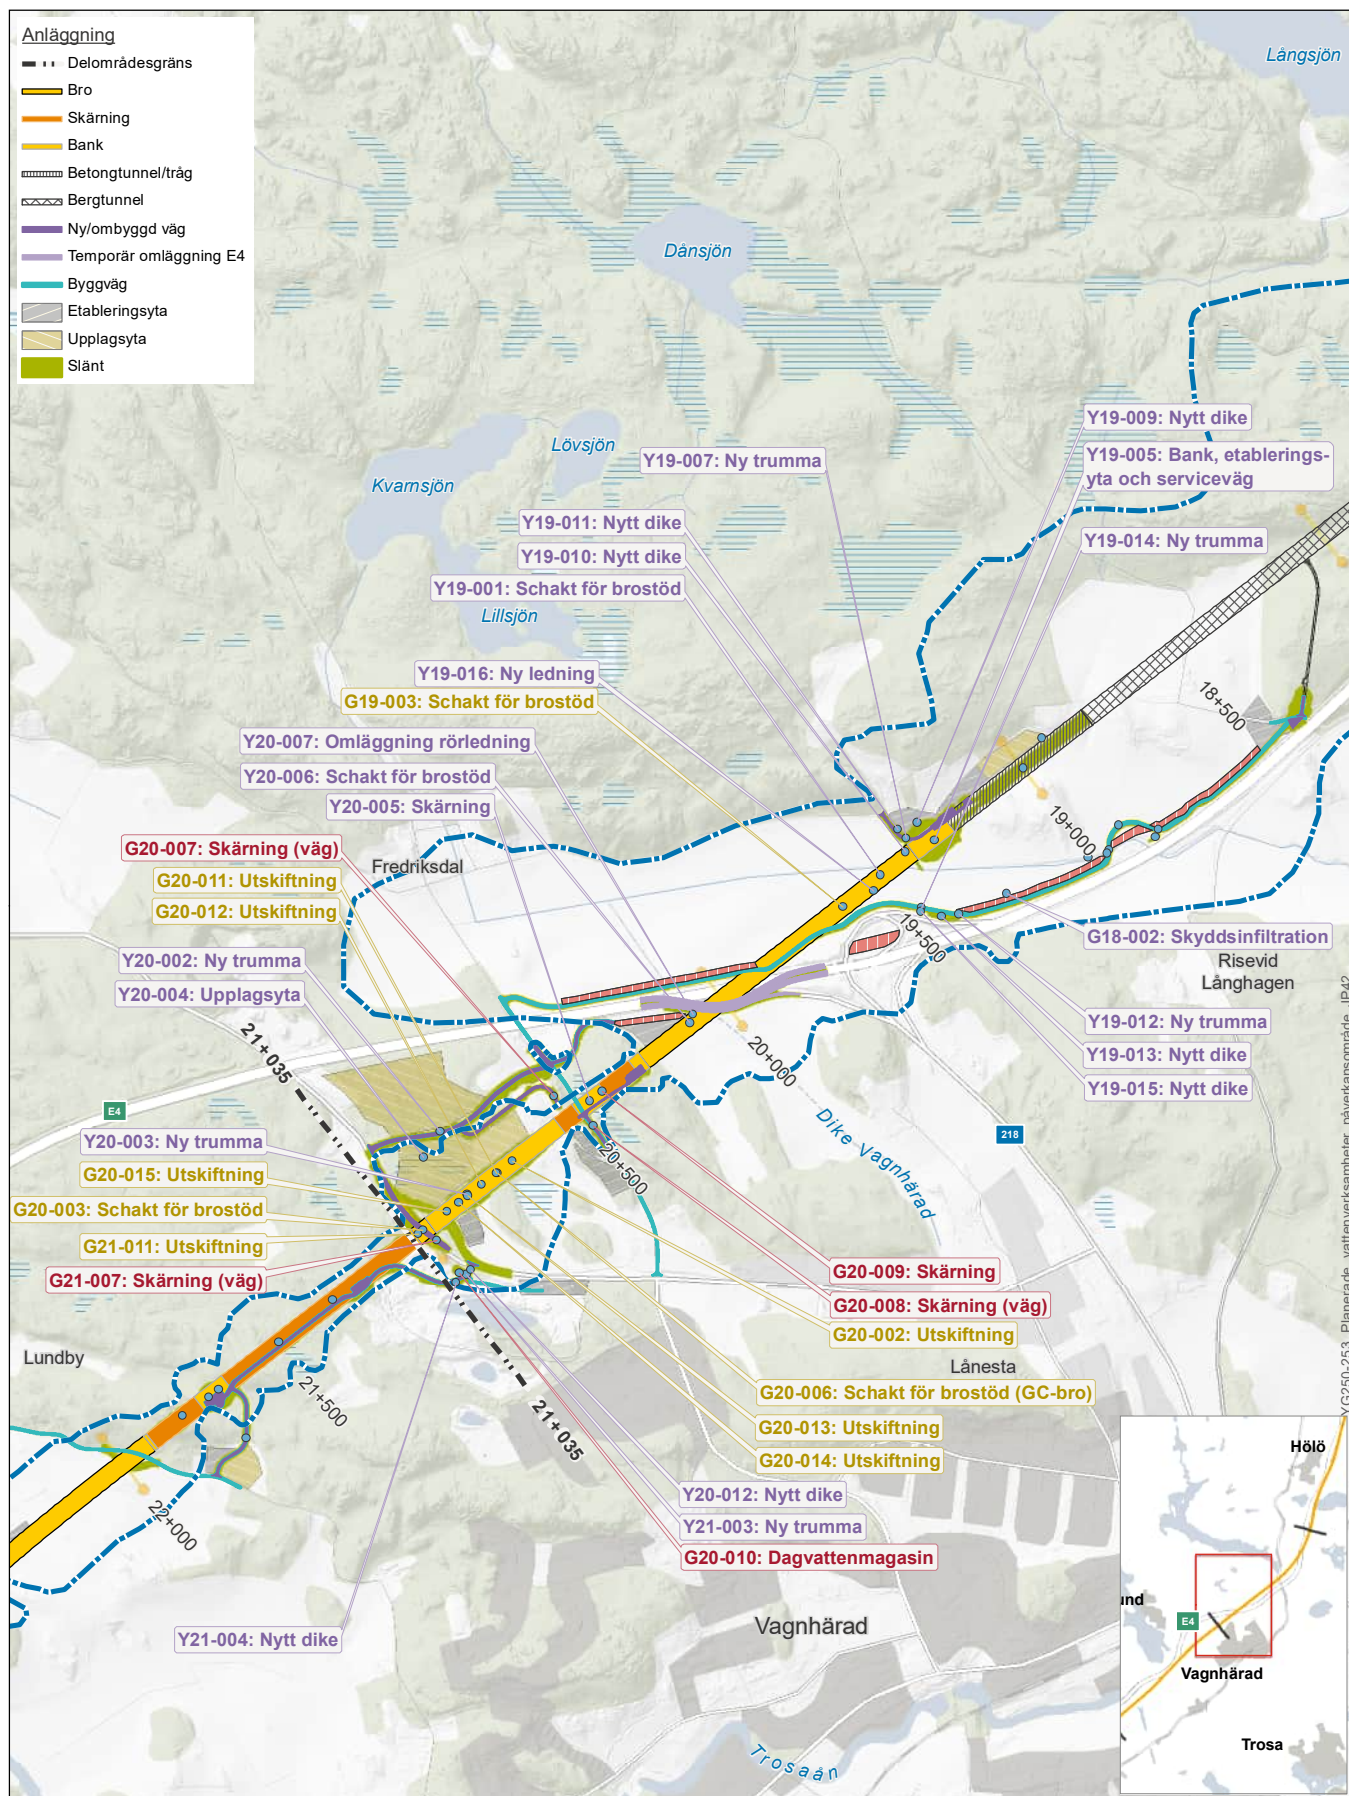 Anläggning
Delområdesgräns
Bro
Skärning
Bank
Betongtunnel/tråg
Bergtunnel
Ny/ombyggd väg
Temporär omläggning E4
Byggväg
Etableringsyta
Upplagsyta
Slänt
Långsjön
Dånsjön
Lövsjön
Kvarnsjön
Lillsjön
Y19-009: Nytt dike
Y19-005: Bank, etablerings-
yta och serviceväg
Y19-007: Ny trumma
Y19-011: Nytt dike
Y19-010: Nytt dike
Y19-014: Ny trumma
Y19-001: Schakt för brostöd
Y19-016: Ny ledning
G19-003: Schakt för brostöd
18+500
Y20-007: Omläggning rörledning
Y20-006: Schakt för brostöd
Y20-005: Skärning
19+000
G20-007: Skärning (väg)
Fredriksdal
G20-011: Utskiftning
G20-012: Utskiftning
19+500
G18-002: Skyddsinfiltration
Risevid
Långhagen
Y20-002: Ny trumma
Y20-004: Upplagsyta
Y19-012: Ny trumma
Y19-013: Nytt dike
Y19-015: Nytt dike
21+035
20+000
E4
218
Dike Vagnhärad
Y20-003: Ny trumma
G20-015: Utskiftning
G20-003: Schakt för brostöd
G21-011: Utskiftning
G21-007: Skärning (väg)
20+500
G20-009: Skärning
G20-008: Skärning (väg)
G20-002: Utskiftning
Lundby
Lånesta
21+500
G20-006: Schakt för brostöd (GC-bro)
G20-013: Utskiftning
G20-014: Utskiftning
21+035
Y20-012: Nytt dike
Y21-003: Ny trumma
G20-010: Dagvattenmagasin
22+000
Y21-004: Nytt dike
Vagnhärad
Trosaån
YG250-253_Planerade_vattenverksamheter_påverkansområde_JP42
Hölö
und
E4
Vagnhärad
Trosa